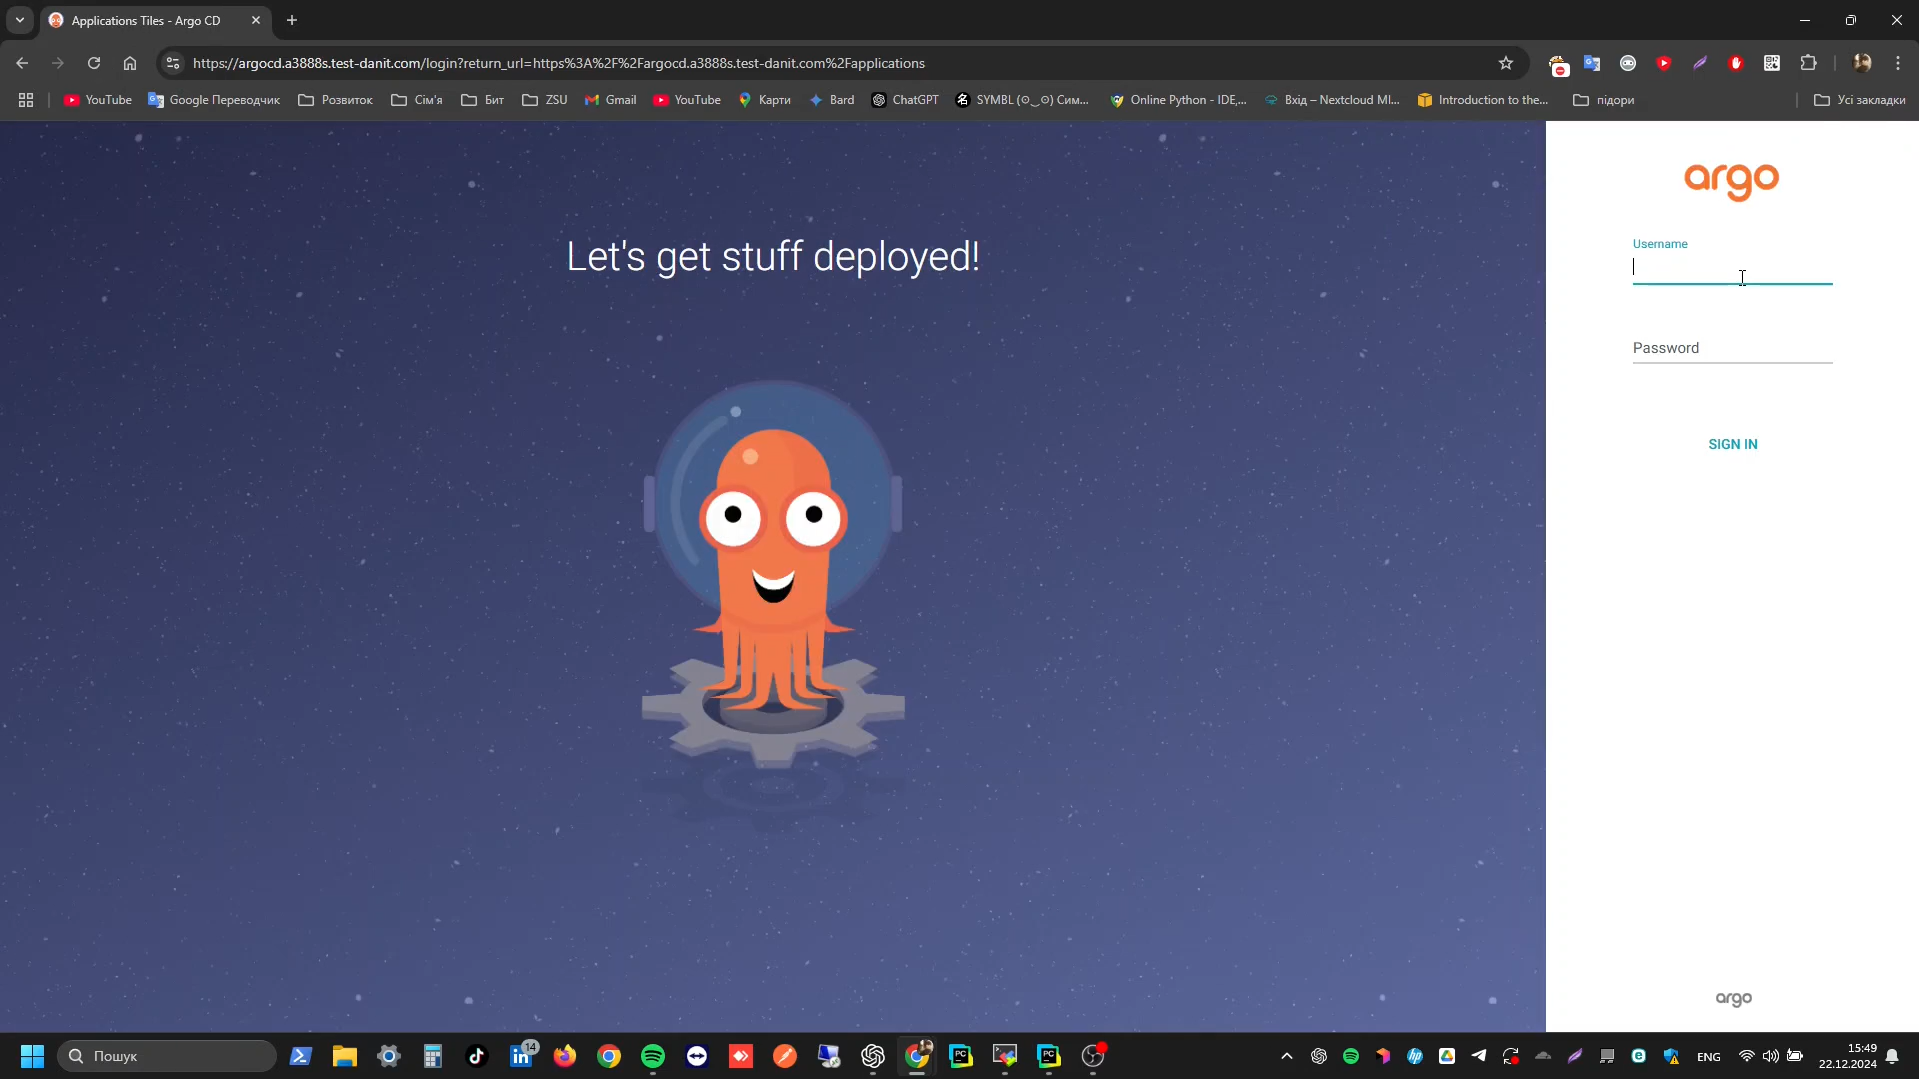 Applications Tiles - Argo CD
https://argocd.a3888s.test-danit.com/login?return_url=https%3A%2F%2Fargocd.a3888s.test-danit.com%2Fapplications
YouTube
Google Переводчик
Розвиток
Сім'я
Бит
ZSU
Gmail
YouTube
Карти
Bard
ChatGPT
SYMBL (⊙_⊙) Сим...
Online Python - IDE,...
Вхід – Nextcloud MI...
Introduction to the...
підори
Усі закладки
Let's get stuff deployed!
argo
Username
Password
SIGN IN
argo
Пошук
14
ENG
15:49
22.12.2024